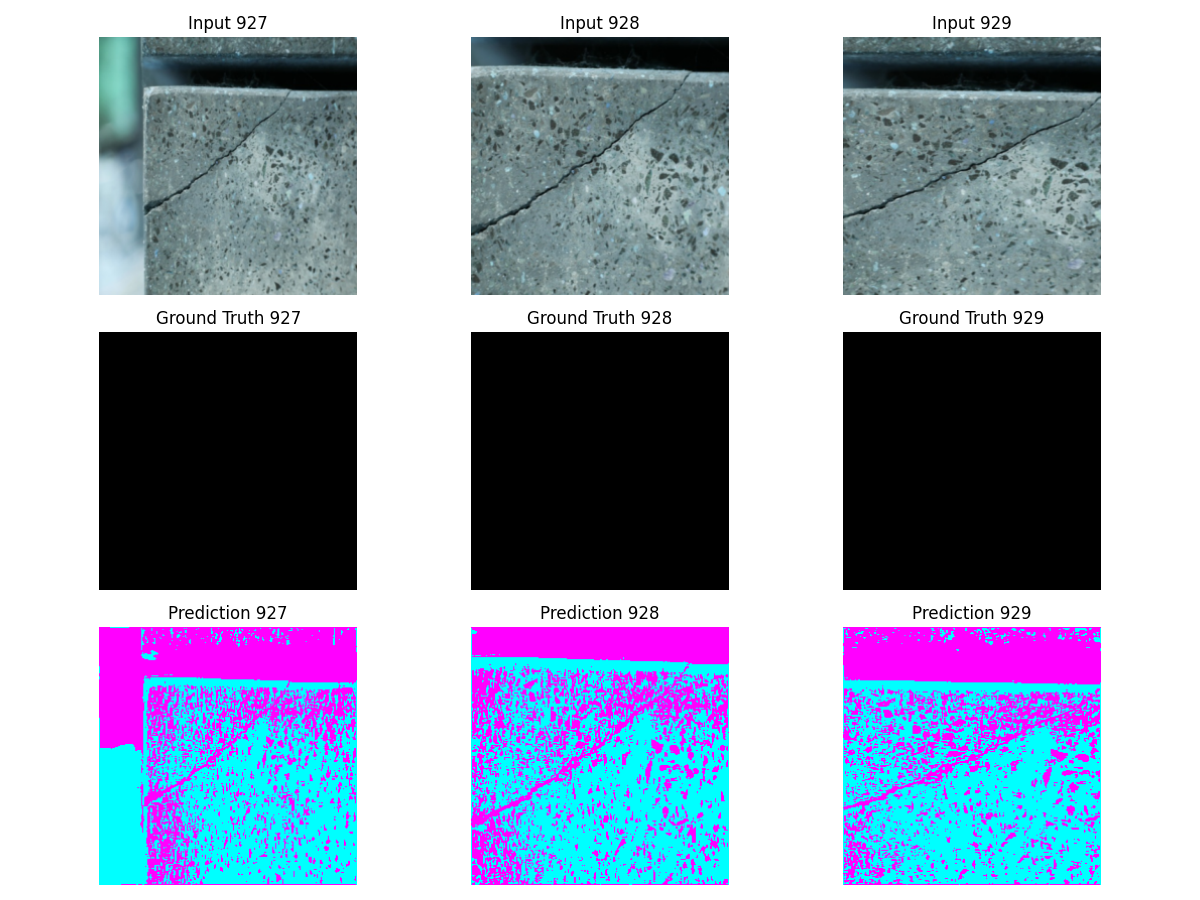 Input 927
Input 928
Input 929
Ground Truth 927
Ground Truth 928
Ground Truth 929
Prediction 927
Prediction 928
Prediction 929